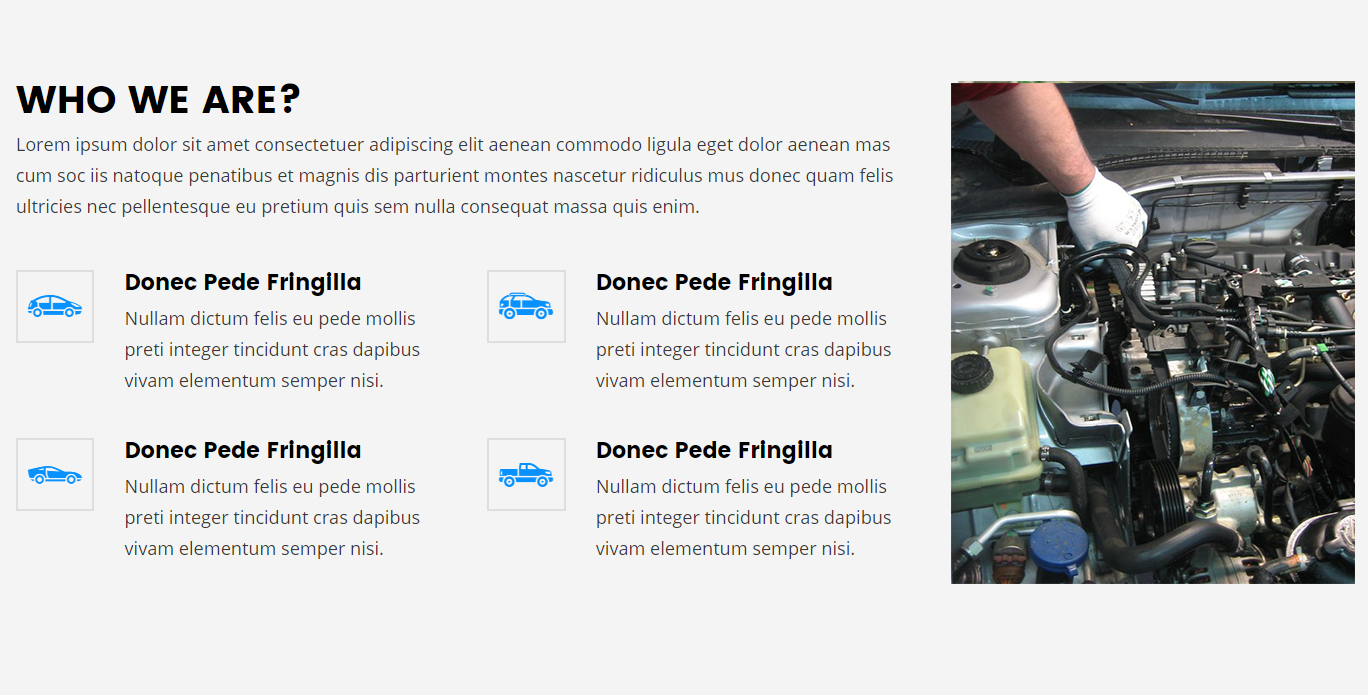 WHO WE ARE?
Lorem ipsum dolor sit amet consectetuer adipiscing elit aenean commodo ligula eget dolor aenean mas
cum soc iis natoque penatibus et magnis dis parturient montes nascetur ridiculus mus donec quam felis
ultricies nec pellentesque eu pretium quis sem nulla consequat massa quis enim.
Donec Pede Fringilla
Nullam dictum felis eu pede mollis
preti integer tincidunt cras dapibus
vivam elementum semper nisi.
Donec Pede Fringilla
Nullam dictum felis eu pede mollis
preti integer tincidunt cras dapibus
vivam elementum semper nisi.
Donec Pede Fringilla
Nullam dictum felis eu pede mollis
preti integer tincidunt cras dapibus
vivam elementum semper nisi.
Donec Pede Fringilla
Nullam dictum felis eu pede mollis
preti integer tincidunt cras dapibus
vivam elementum semper nisi.